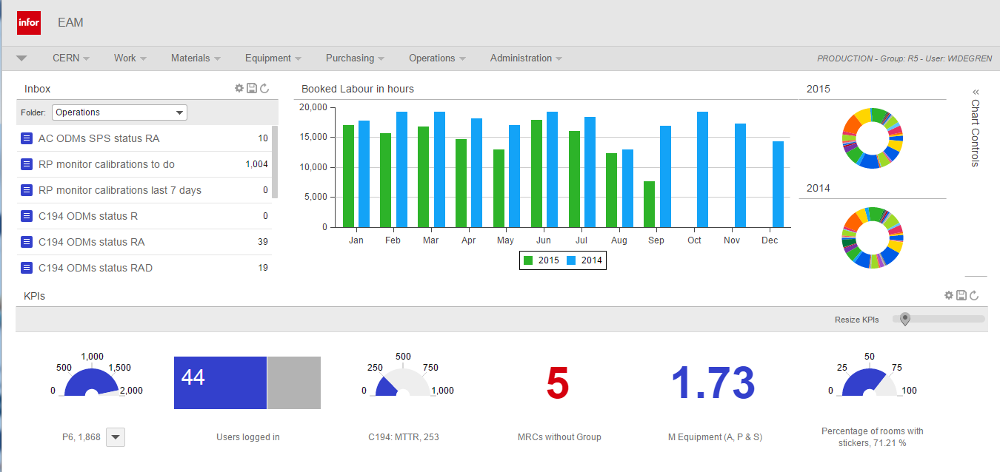 infor EAM
CERN Work Materials Equipment Purchasing Operations Administration PRODUCTION - Group: R5 - User: WIDEGREN
Inbox
Folder: Operations
AC ODMs SPS status RA 10
RP monitor calibrations to do 1,004
RP monitor calibrations last 7 days 0
C194 ODMs status R 0
C194 ODMs status RA 39
C194 ODMs status RAD 19
Booked Labour in hours
20,000
15,000
10,000
5,000
0
Jan Feb Mar Apr May Jun Jul Aug Sep Oct Nov Dec
2015 2014
2015
2014
« Chart Controls
KPIs
Resize KPIs
0 500 1,000 1,500 2,000
P6, 1,868
44
Users logged in
0 250 500 750 1,000
C194: MTTR, 253
5
MRCs without Group
1.73
M Equipment (A, P & S)
0 25 50 75 100
Percentage of rooms with
stickers, 71.21 %